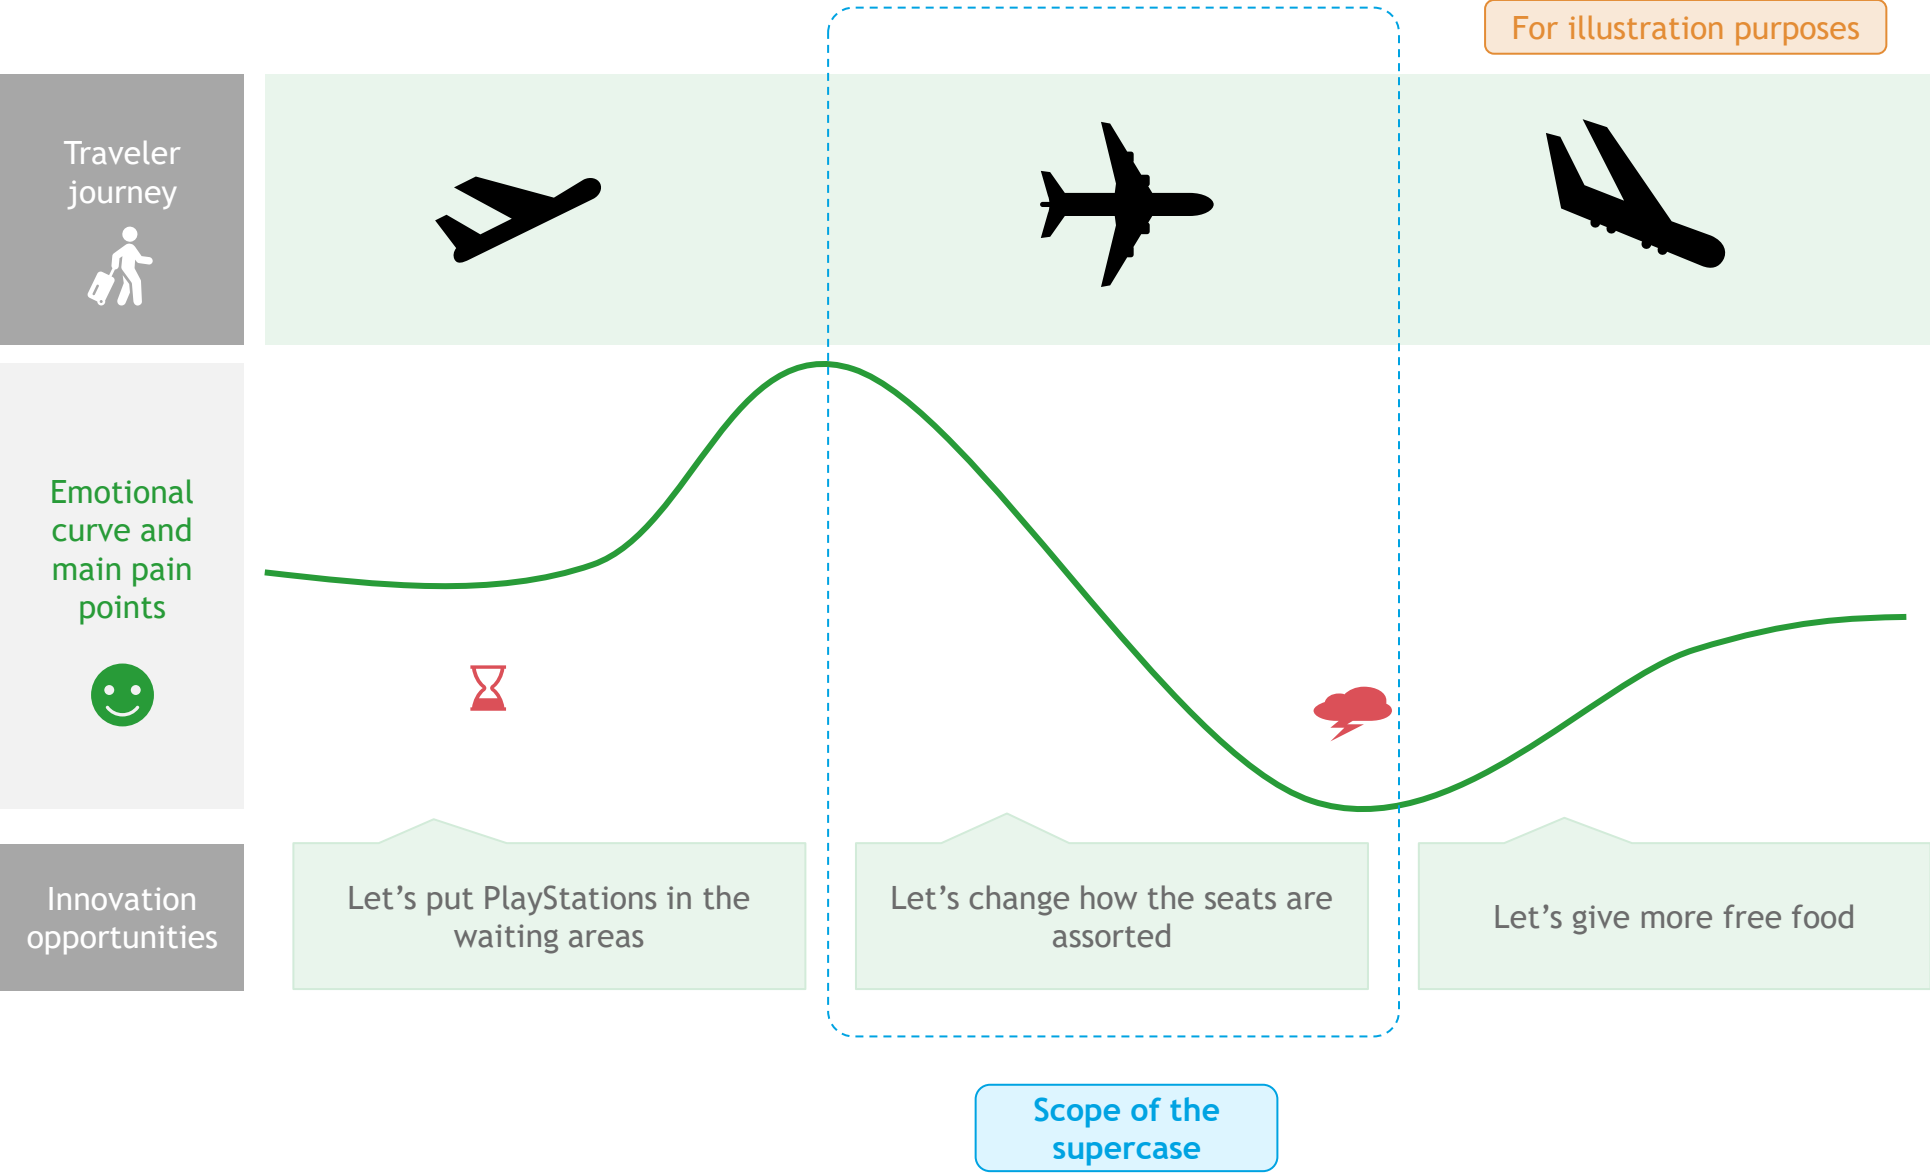 For illustration purposes
Traveler
journey
Emotional
curve and
main pain
points
Innovation
opportunities
Let’s put PlayStations in the
waiting areas
Let’s change how the seats are
assorted
Let’s give more free food
Scope of the
supercase